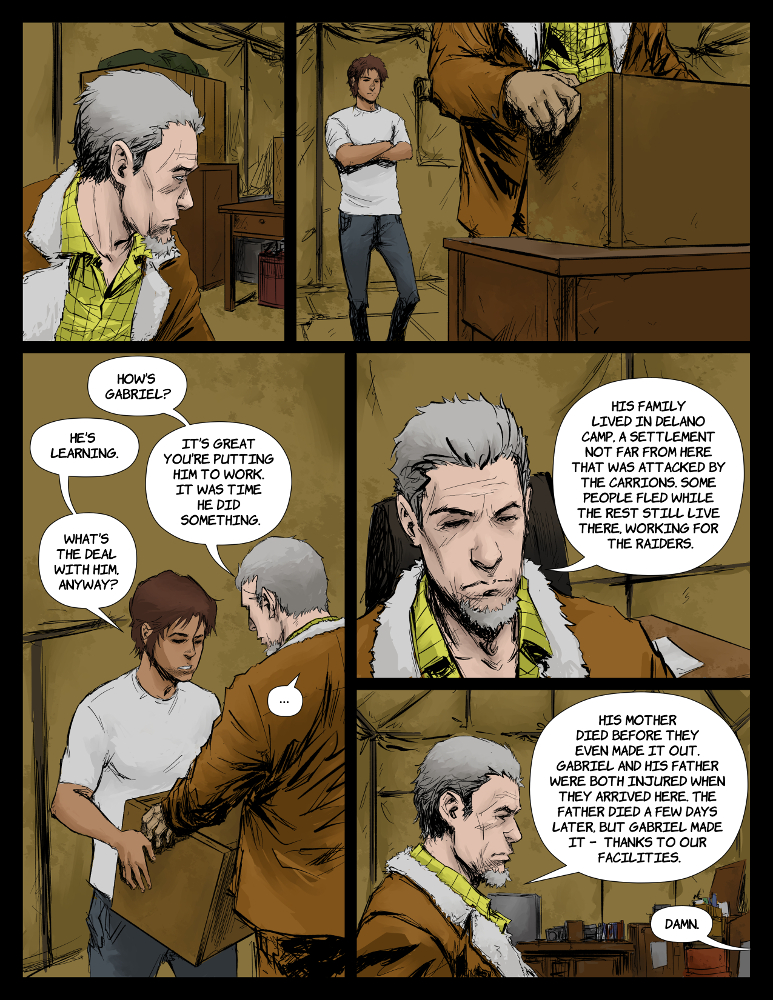 HOW'S
GABRIEL?
HE'S
LEARNING.
IT'S GREAT
YOU'RE PUTTING
HIM TO WORK.
IT WAS TIME
HE DID
SOMETHING.
WHAT'S
THE DEAL
WITH HIM,
ANYWAY?
...
HIS FAMILY
LIVED IN DELANO
CAMP, A SETTLEMENT
NOT FAR FROM HERE
THAT WAS ATTACKED BY
THE CARRIONS. SOME
PEOPLE FLED WHILE
THE REST STILL LIVE
THERE, WORKING FOR
THE RAIDERS.
HIS MOTHER
DIED BEFORE THEY
EVEN MADE IT OUT.
GABRIEL AND HIS FATHER
WERE BOTH INJURED WHEN
THEY ARRIVED HERE. THE
FATHER DIED A FEW DAYS
LATER, BUT GABRIEL MADE
IT - THANKS TO OUR
FACILITIES.
DAMN.